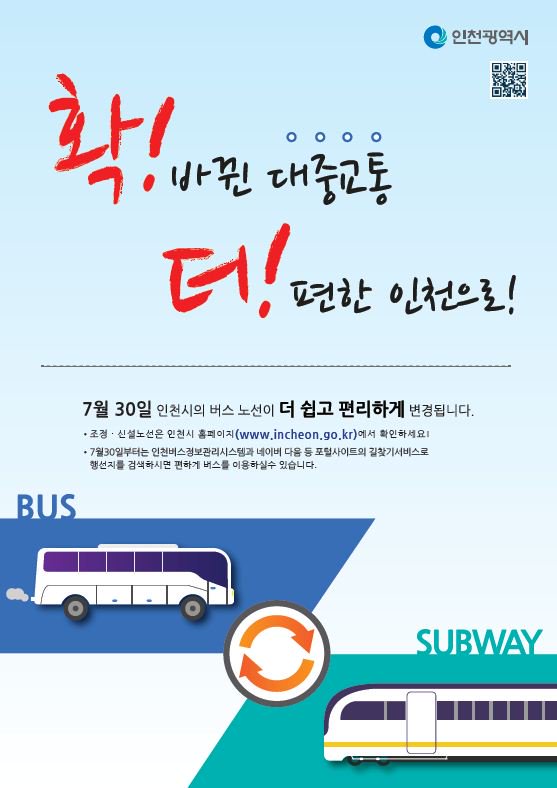 인천광역시
확! 바뀐 대중교통
더! 편한 인천으로!
7월 30일 인천시의 버스 노선이 더 쉽고 편리하게 변경됩니다.
• 조정 · 신설노선은 인천시 홈페이지(www.incheon.go.kr)에서 확인하세요!
• 7월30일부터는 인천버스정보관리시스템과 네이버 다음 등 포털사이트의 길찾기서비스로
행선지를 검색하시면 편하게 버스를 이용하실수 있습니다.
BUS
SUBWAY